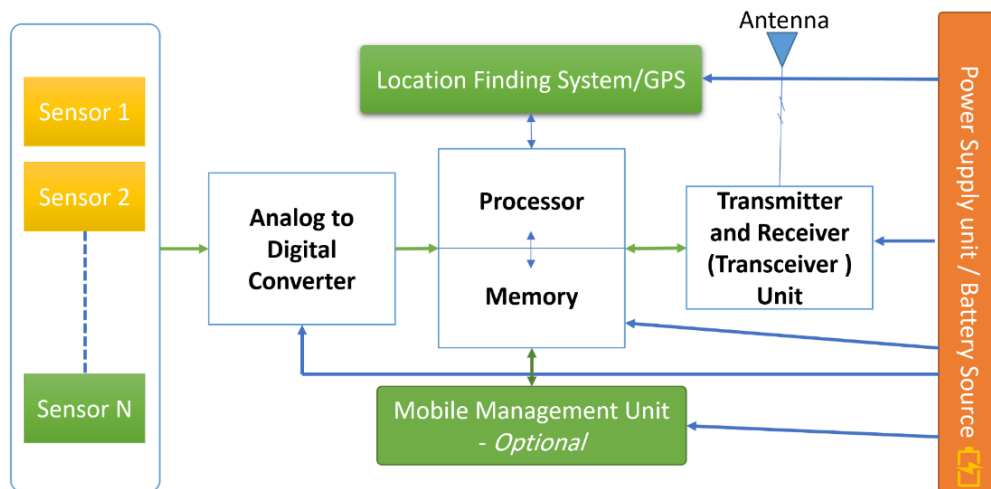 Antenna
Location Finding System/GPS
Sensor 1
Sensor 2
Sensor N
Analog to
Digital
Converter
Processor
Memory
Transmitter
and Receiver
(Transceiver )
Unit
Mobile Management Unit
- Optional
Power Supply unit / Battery Source